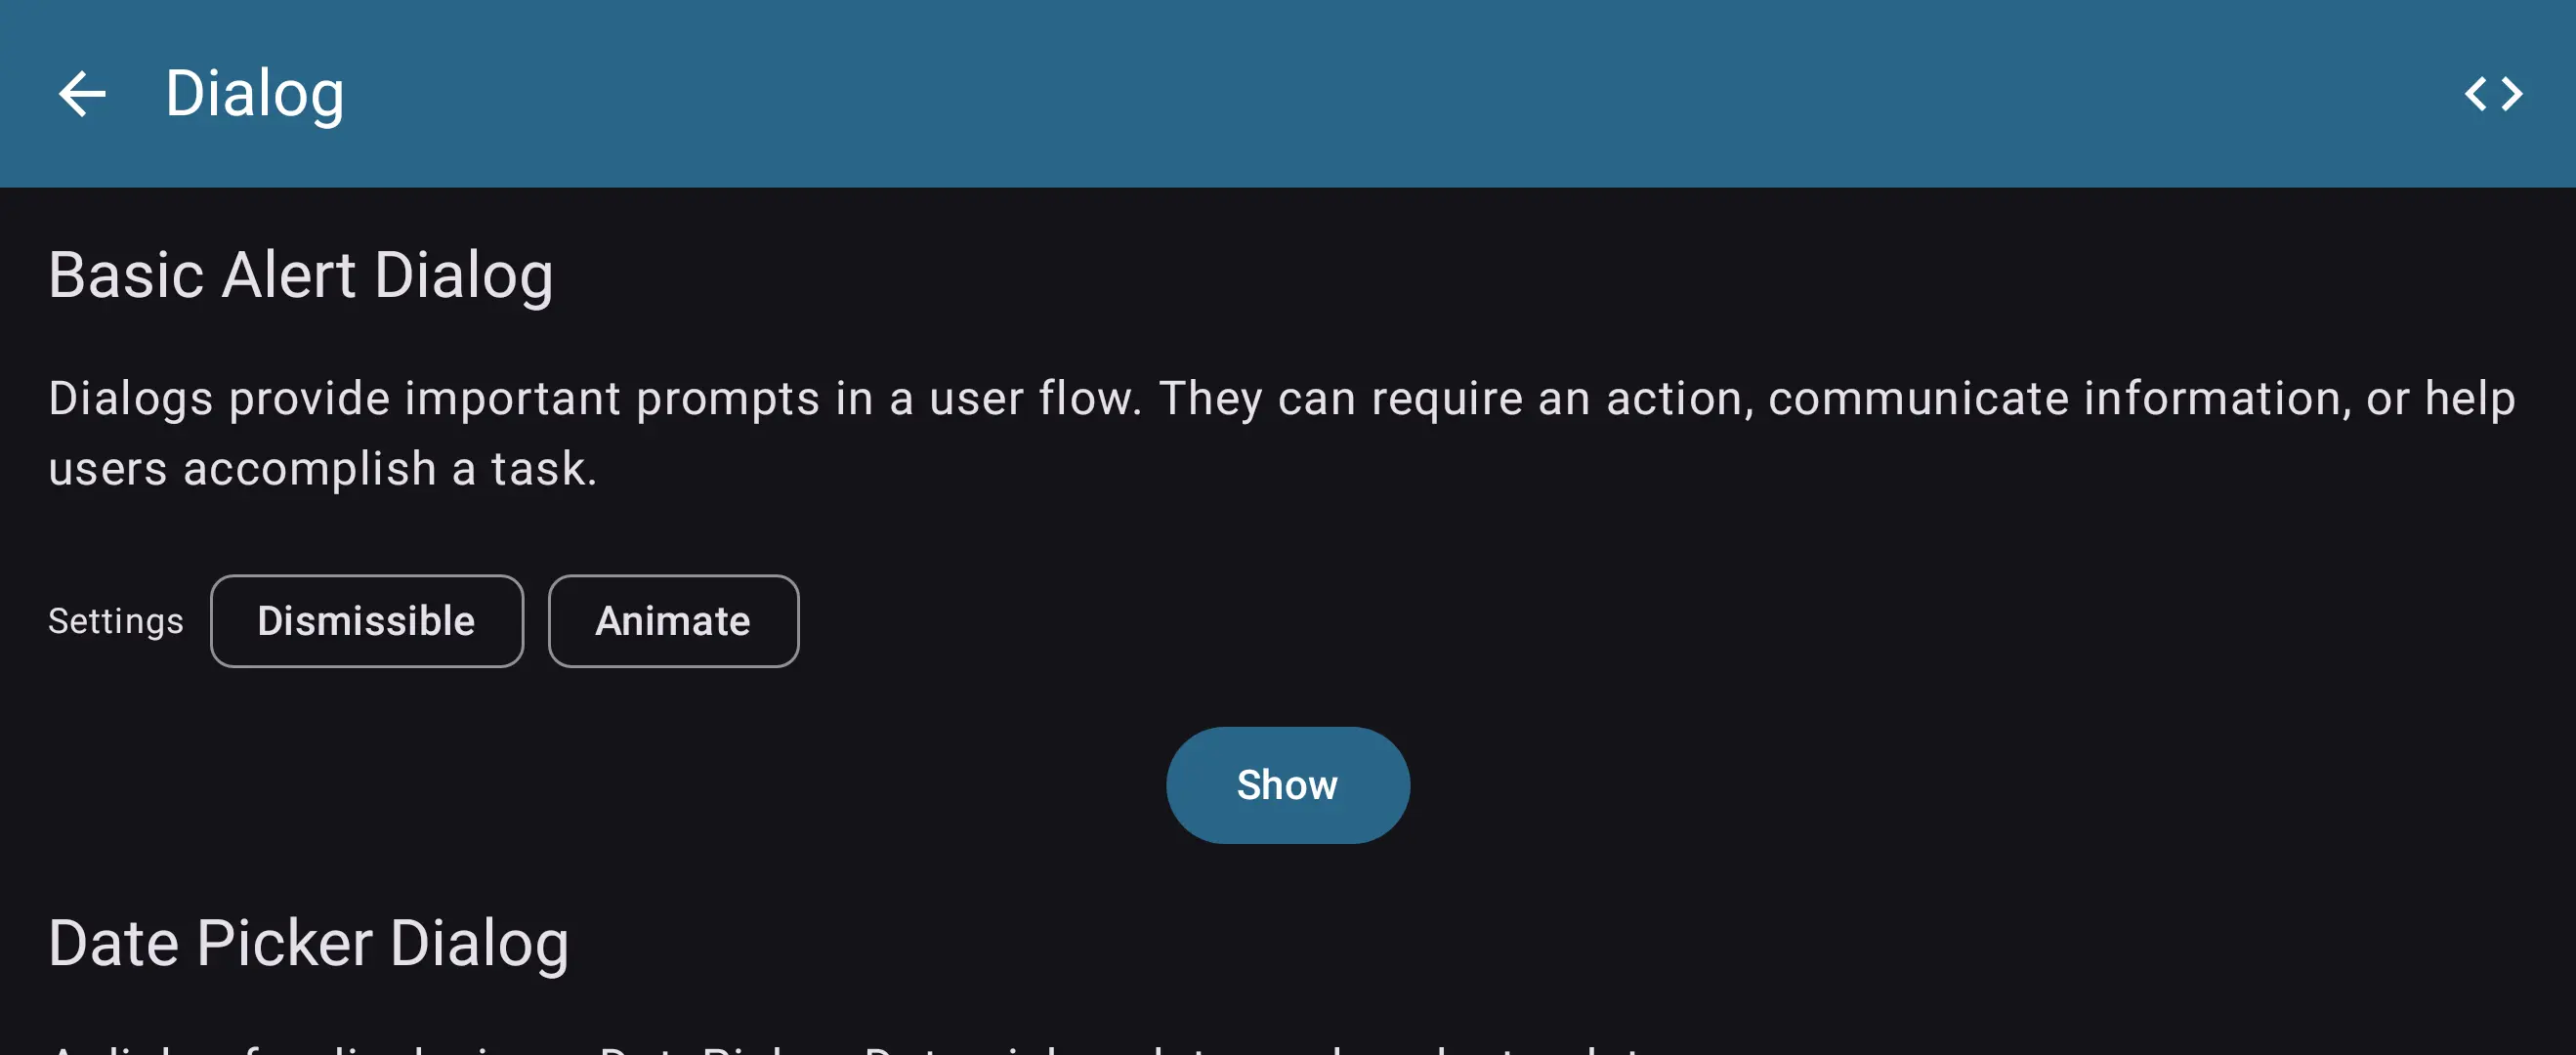 Dialog
Basic Alert Dialog
Dialogs provide important prompts in a user flow. They can require an action, communicate information, or help
users accomplish a task.
Settings Dismissible Animate
Show
Date Picker Dialog